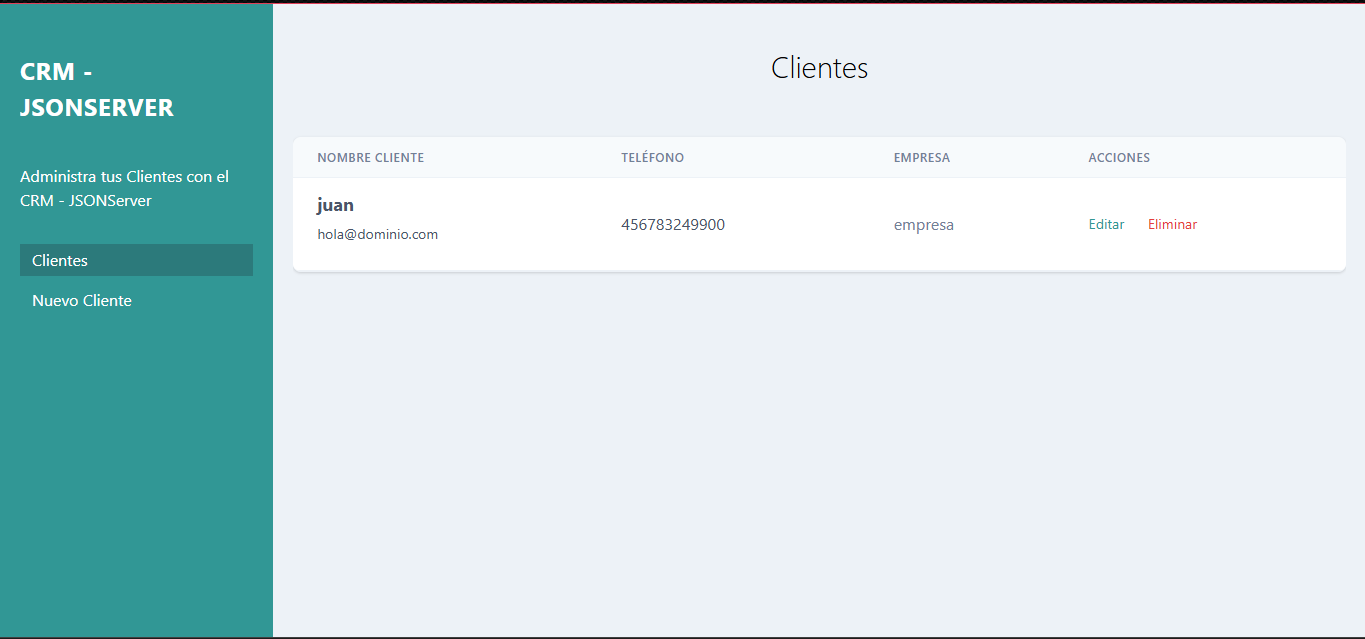 CRM -
JSONSERVER
Administra tus Clientes con el
CRM - JSONServer
Clientes
Nuevo Cliente
Clientes
NOMBRE CLIENTE TELÉFONO EMPRESA ACCIONES
juan
hola@dominio.com
456783249900 empresa Editar Eliminar